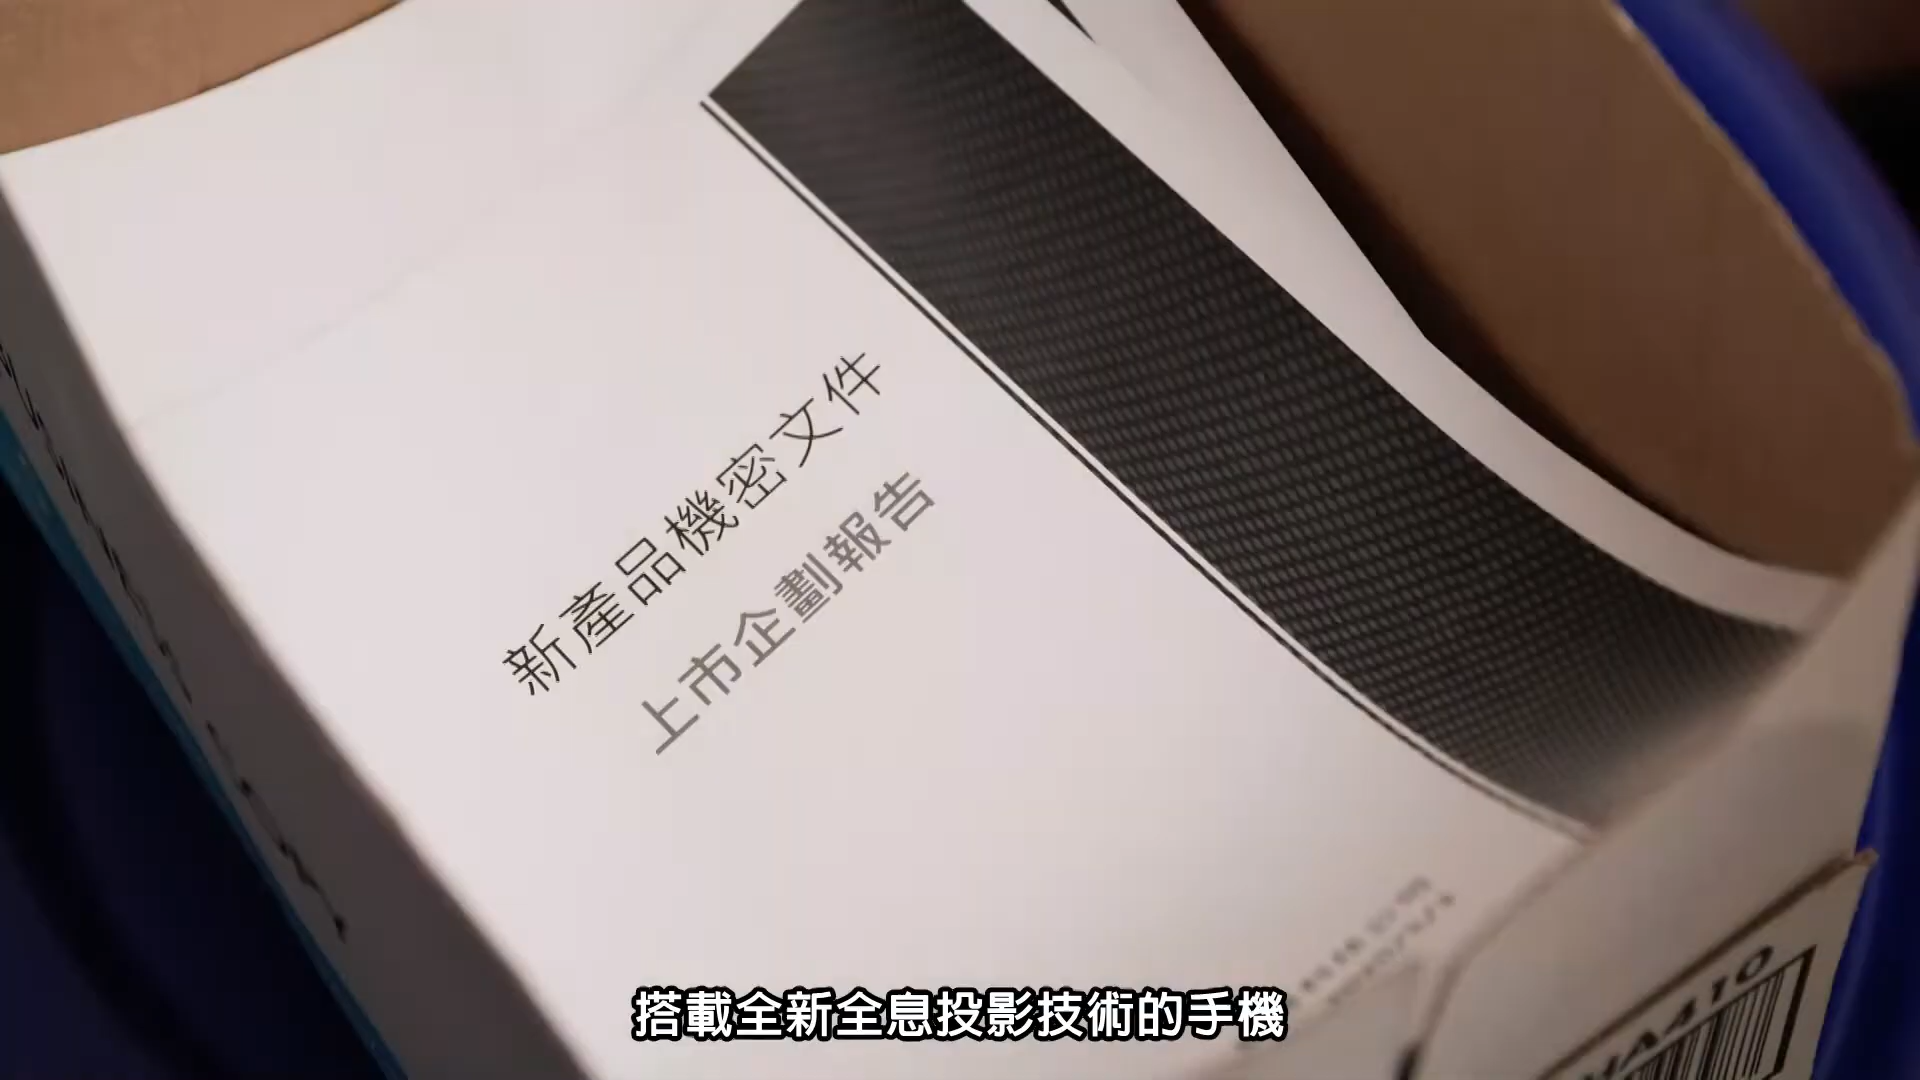 新產品機密文件
上市企劃報告
搭載全新全息投影技術的手機